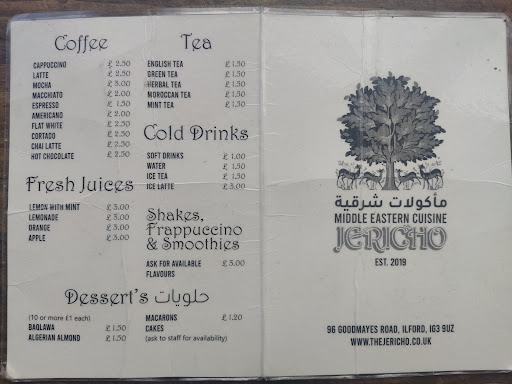 Coffee
CAPPUCCINO £ 2.50
LATTE £ 2.50
MOCHA £ 3.00
MACCHIATO £ 2.00
ESPRESSO £ 1.50
AMERICANO £ 2.00
FLAT WHITE £ 2.50
CORTADO £ 2.50
CHAI LATTE £ 2.50
HOT CHOCOLATE £ 2.50
Fresh Juices
LEMON WITH MINT £ 3.00
LEMONADE £ 3.00
ORANGE £ 3.00
APPLE £ 3.00
Tea
ENGLISH TEA £ 1.50
GREEN TEA £ 1.50
HERBAL TEA £ 1.50
MOROCCAN TEA £ 1.50
MINT TEA £ 1.50
Cold Drinks
SOFT DRINKS £ 1.00
WATER £ 1.50
ICE TEA £ 1.50
ICE LATTE £ 3.00
Shakes,
Frappuccino
& Smoothies
ASK FOR AVAILABLE £ 3.00
FLAVOURS
Dessert's حلويات
(10 or more £1 each)
BAQLAWA £ 1.50
ALGERIAN ALMOND £ 1.50
MACARONS £ 1.20
CAKES
(ask to staff for availability)
مأكولات شرقية
MIDDLE EASTERN CUISINE
JERICHO
EST. 2019
96 GOODMAYES ROAD, ILFORD, IG3 9UZ
WWW.THEJERICHO.CO.UK